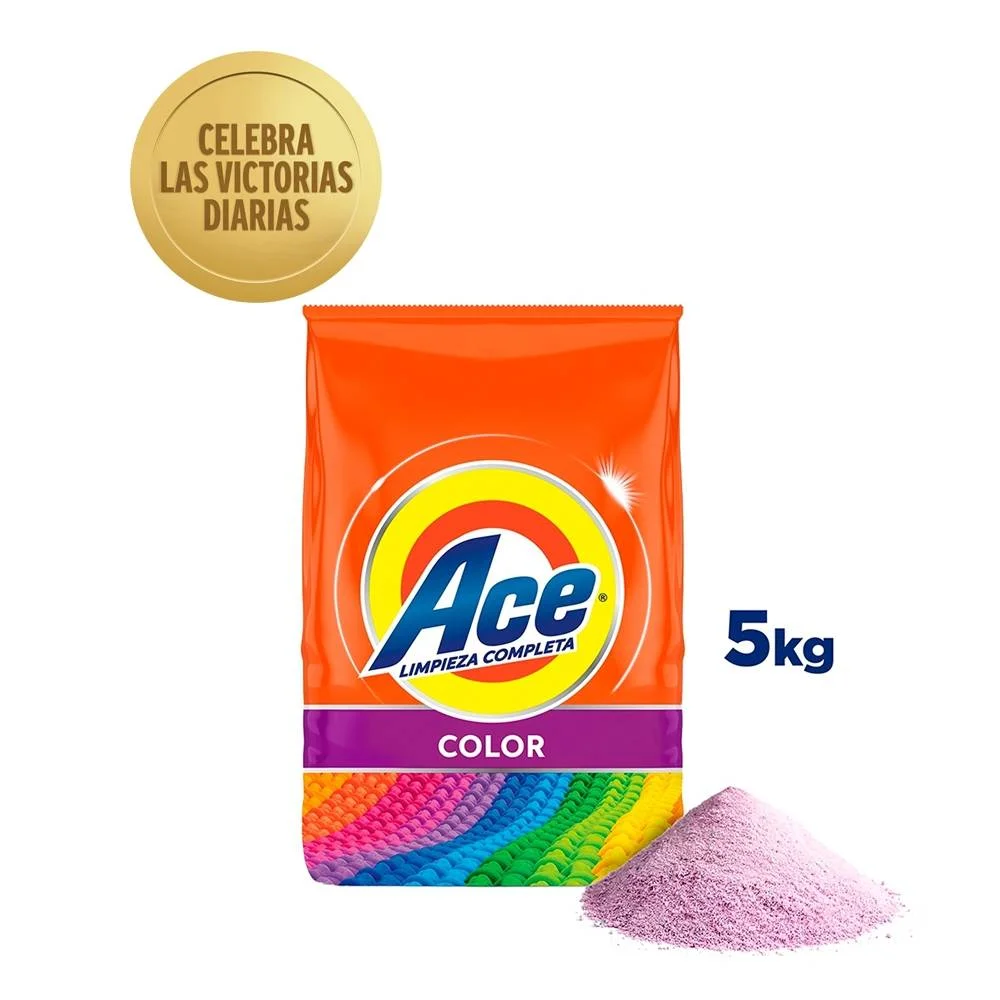 CELEBRA
LAS VICTORIAS
DIARIAS
Ace®
LIMPIEZA COMPLETA
COLOR
5kg